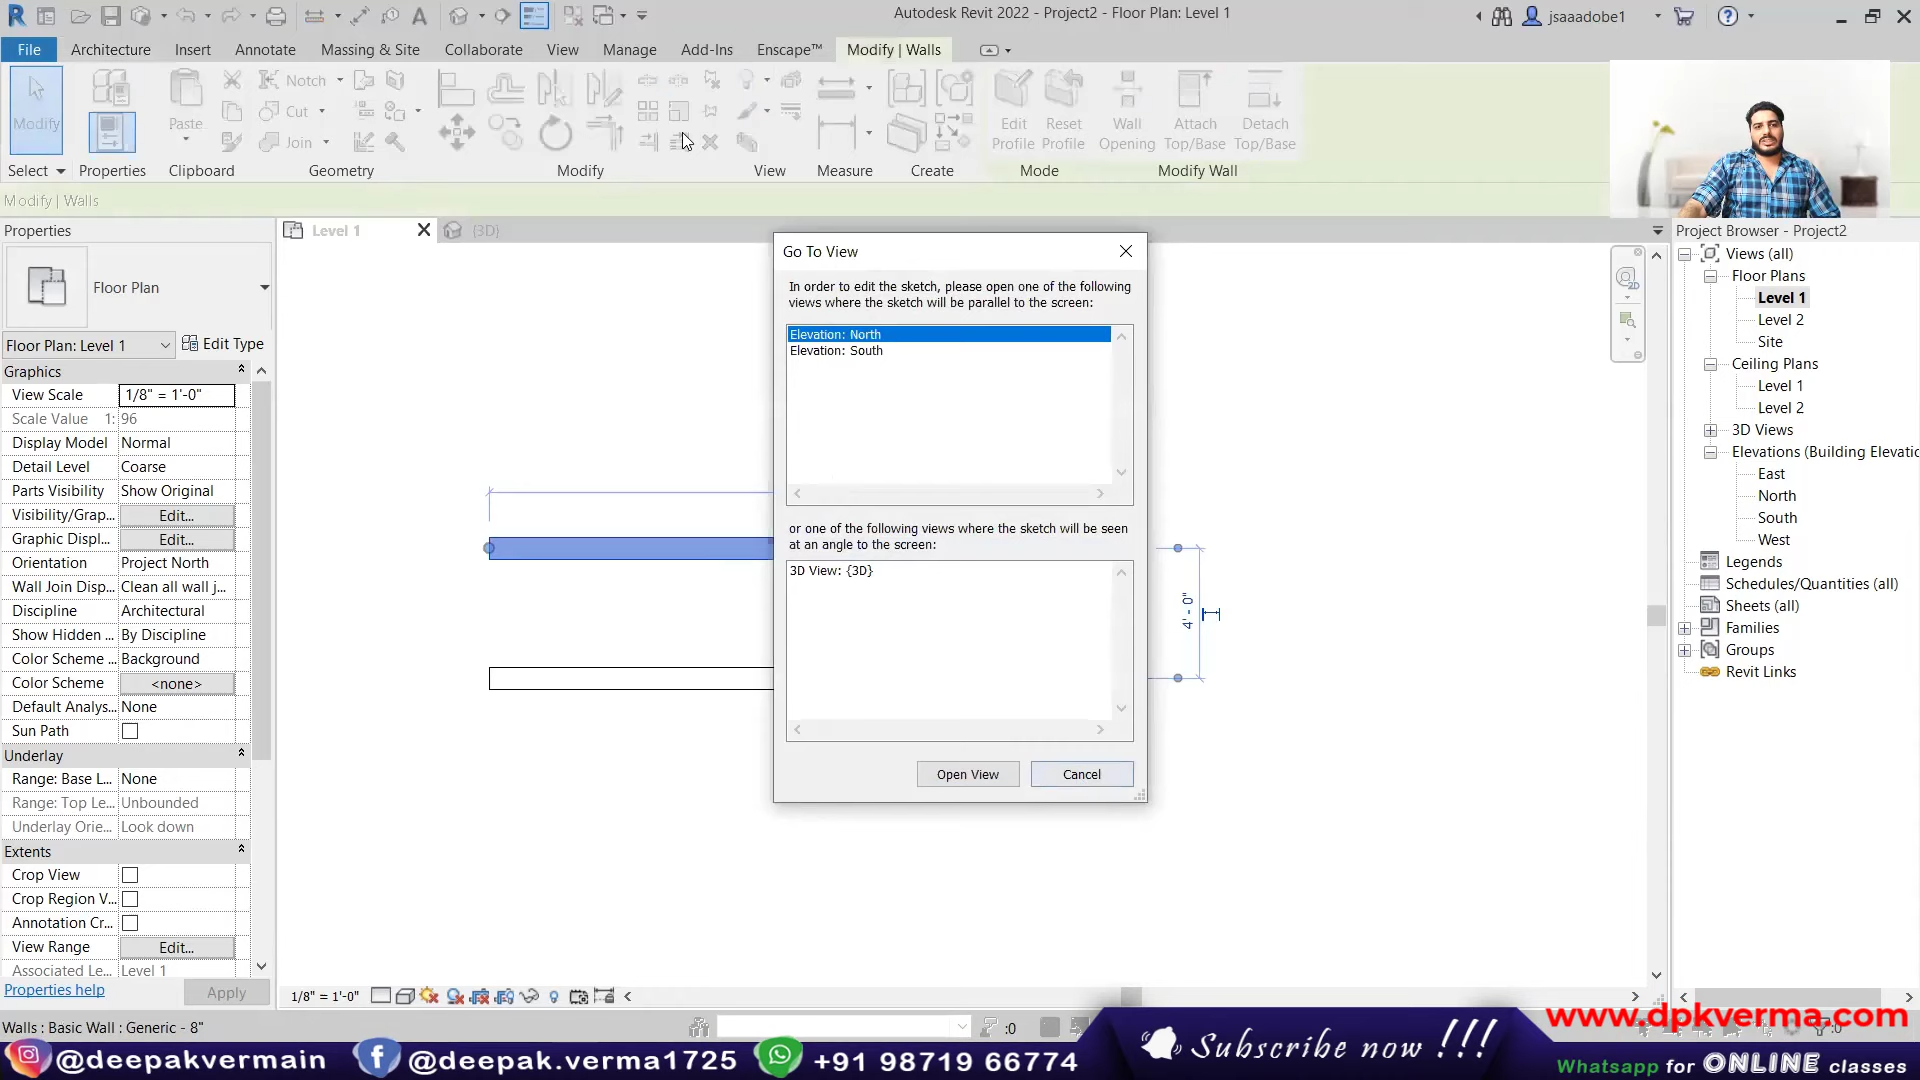 Autodesk Revit 2022 - Project2 - Floor Plan: Level 1
jsaaadobe1
File Architecture Insert Annotate Massing & Site Collaborate View Manage Add-Ins Enscape™ Modify | Walls
Modify
Paste
Notch
Cut
Join
Edit Profile
Reset Profile
Wall Opening
Attach Top/Base
Detach Top/Base
Select Properties Clipboard Geometry Modify View Measure Create Mode Modify Wall
Modify | Walls
Properties
Floor Plan
Floor Plan: Level 1 Edit Type
Graphics
View Scale 1/8" = 1'-0"
Scale Value 1: 96
Display Model Normal
Detail Level Coarse
Parts Visibility Show Original
Visibility/Grap... Edit...
Graphic Displ... Edit...
Orientation Project North
Wall Join Disp... Clean all wall j...
Discipline Architectural
Show Hidden ... By Discipline
Color Scheme ... Background
Color Scheme <none>
Default Analys... None
Sun Path
Underlay
Range: Base L... None
Range: Top Le... Unbounded
Underlay Orie... Look down
Extents
Crop View
Crop Region V...
Annotation Cr...
View Range Edit...
Associated Le... Level 1
Properties help Apply
Level 1 {3D}
Go To View
In order to edit the sketch, please open one of the following
views where the sketch will be parallel to the screen:
Elevation: North
Elevation: South
or one of the following views where the sketch will be seen
at an angle to the screen:
3D View: {3D}
Open View Cancel
4' - 0"
2D
Project Browser - Project2
Views (all)
Floor Plans
Level 1
Level 2
Site
Ceiling Plans
Level 1
Level 2
3D Views
Elevations (Building Elevatio
East
North
South
West
Legends
Schedules/Quantities (all)
Sheets (all)
Families
Groups
Revit Links
1/8" = 1'-0"
Walls : Basic Wall : Generic - 8"
:0
:0
@deepakvermain @deepak.verma1725 +91 98719 66774
Subscribe now !!!
www.dpkverma.com
Whatsapp for ONLINE classes